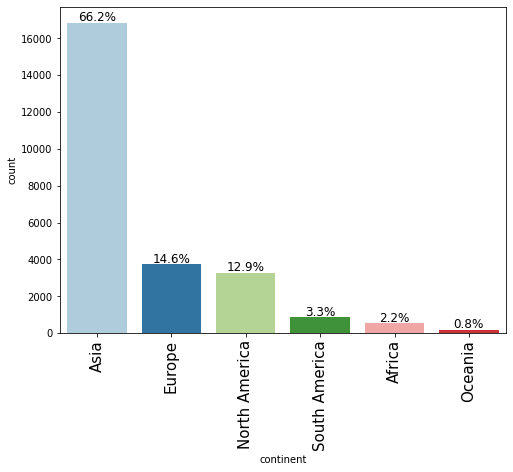 66.2%
16000
14000
12000
10000
8000
6000
4000
2000
0
count
14.6%
12.9%
3.3%
2.2%
0.8%
Asia
Europe
North America
South America
Africa
Oceania
continent